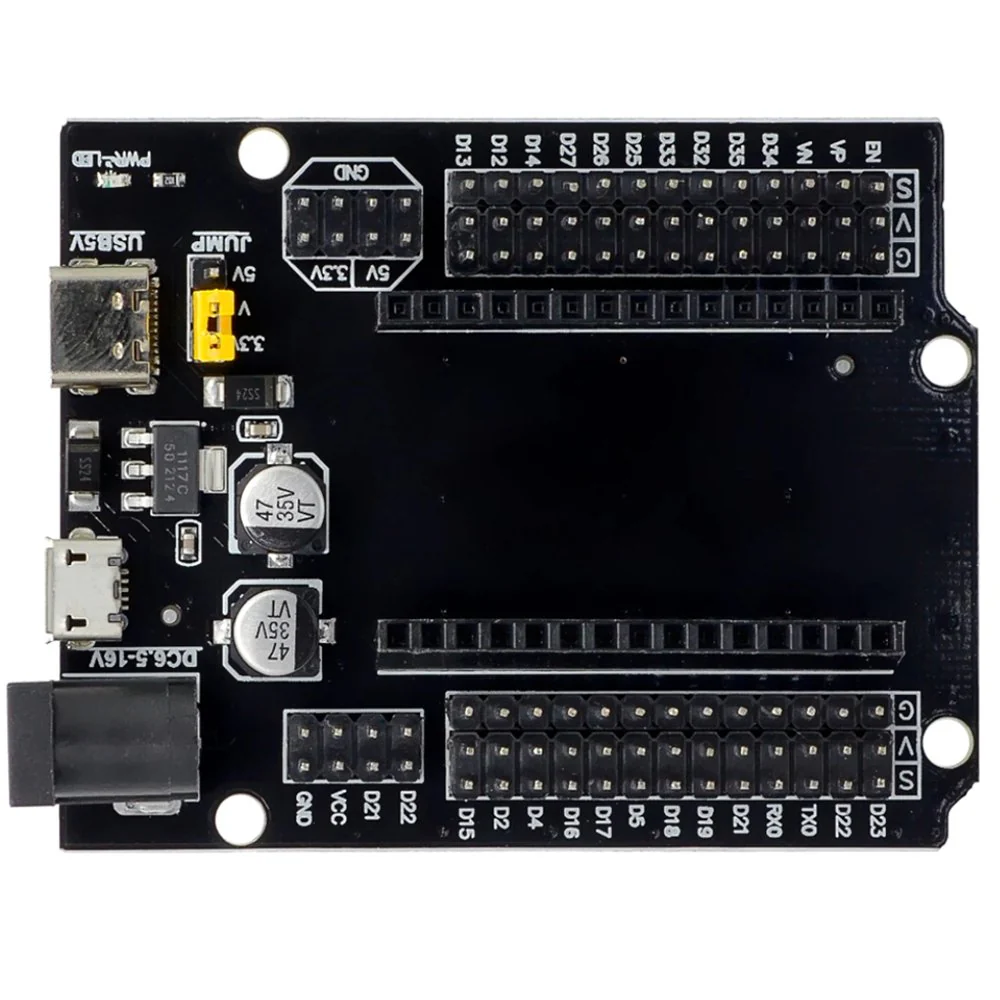 PWR-LED
102
GND
D13 D12 D14 D27 D26 D25 D33 D32 D35 D34 VN VP EN
S
V
G
USB5V
JUMP
5V
V
3.3V
3.3V 5V
SS24
SS24
1117C
50 2124
47
35V
VT
47
35V
VT
DC6.5-16V
G
V
S
GND VCC D21 D22
D15 D2 D4 D16 D17 D5 D18 D19 D21 RX0 TX0 D22 D23